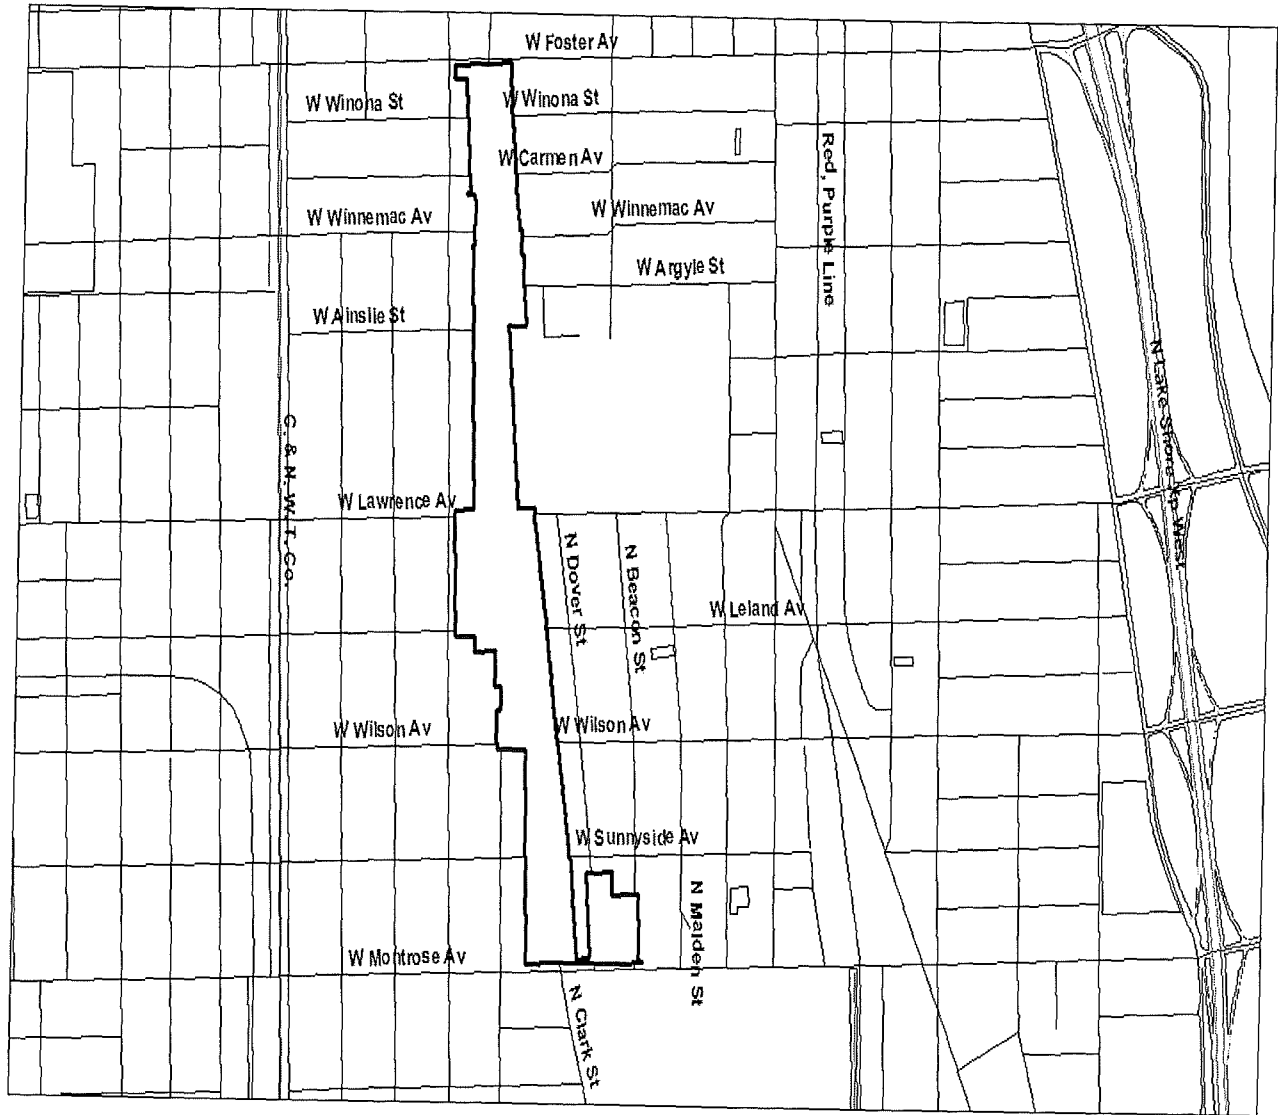 W Foster Av
W Winona St
W Winona St
W Carmen Av
W Winnemac Av
W Winnemac Av
W Argyle St
W Ainslie St
Red, Purple Line
C. & N. W. T. Co.
N Lake Shore Xp West
W Lawrence Av
N Dover St
N Beacon St
W Leland Av
W Wilson Av
W Wilson Av
W Sunnyside Av
N Malden St
W Montrose Av
N Clark St